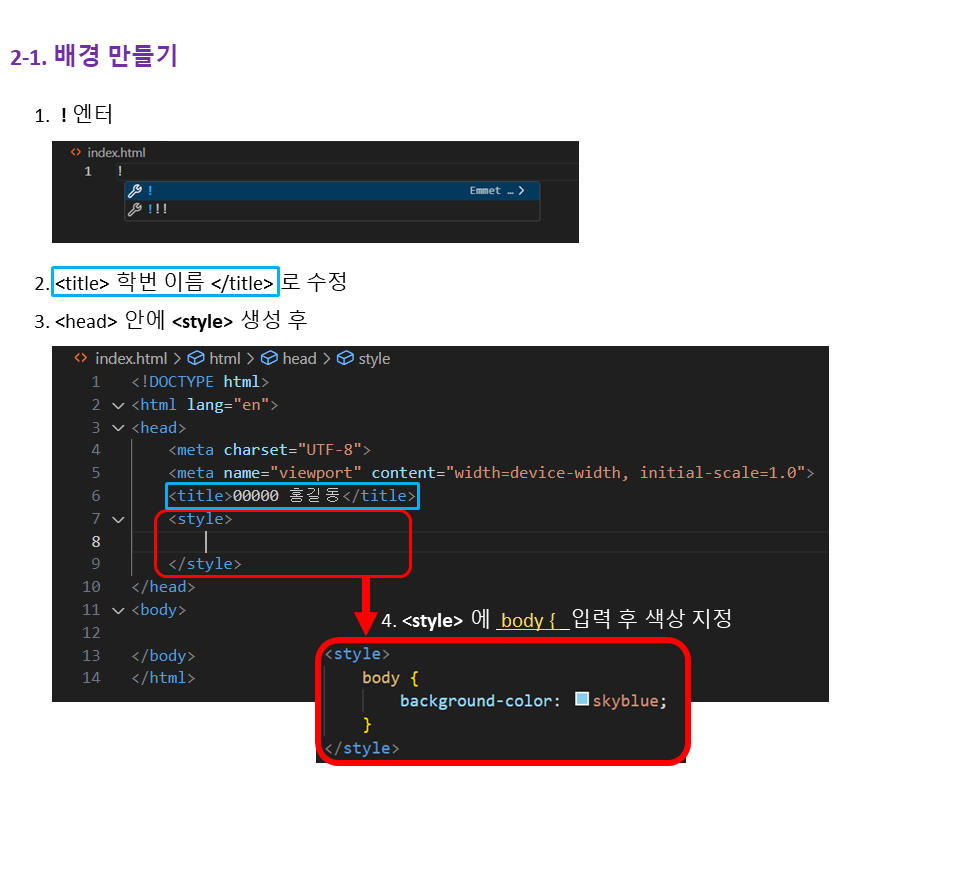 2-1. 배경 만들기
1. ! 엔터
<> index.html
1 !
! Emmet … >
!!!
2. <title> 학번 이름 </title> 로 수정
3. <head> 안에 <style> 생성 후
<> index.html > html > head > style
1 <!DOCTYPE html>
2 <html lang="en">
3 <head>
4 <meta charset="UTF-8">
5 <meta name="viewport" content="width=device-width, initial-scale=1.0">
6 <title>00000 홍길동</title>
7 <style>
8
9 </style>
10 </head>
11 <body>
12
13 </body>
14 </html>
4. <style> 에 body { 입력 후 색상 지정
<style>
body {
background-color: skyblue;
}
</style>